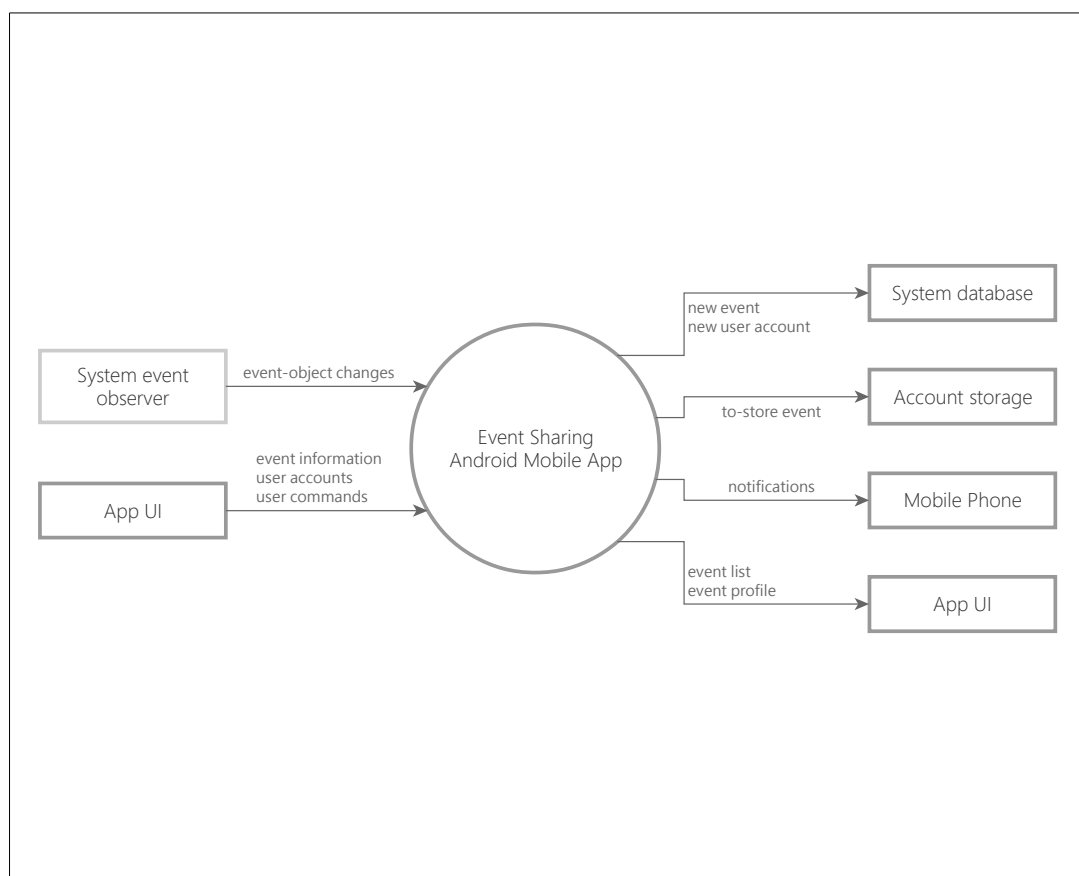 System event
observer
event-object changes
App UI
event information
user accounts
user commands
Event Sharing
Android Mobile App
new event
new user account
System database
to-store event
Account storage
notifications
Mobile Phone
event list
event profile
App UI